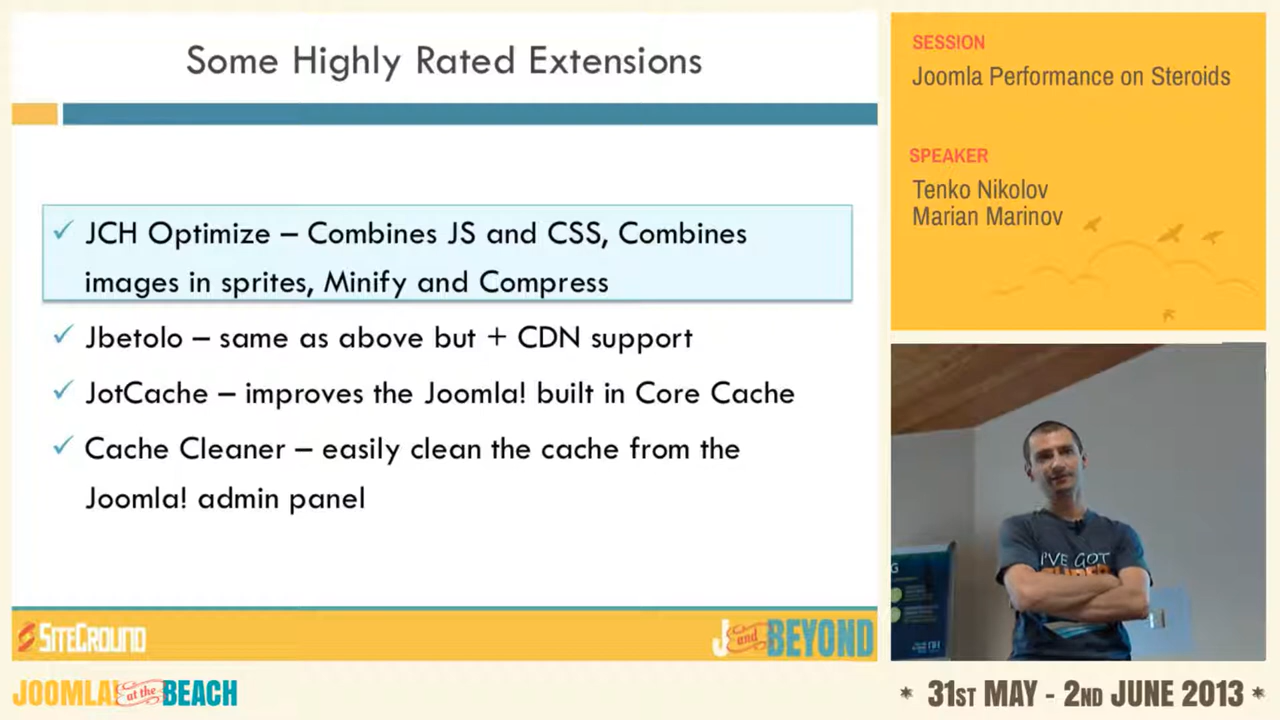 Some Highly Rated Extensions
✓ JCH Optimize – Combines JS and CSS, Combines
images in sprites, Minify and Compress
✓ Jbetolo – same as above but + CDN support
✓ JotCache – improves the Joomla! built in Core Cache
✓ Cache Cleaner – easily clean the cache from the
Joomla! admin panel
SITEGROUND
J and BEYOND
JOOMLA! at the BEACH
SESSION
Joomla Performance on Steroids
SPEAKER
Tenko Nikolov
Marian Marinov
I'VE GOT
* 31ST MAY - 2ND JUNE 2013 *